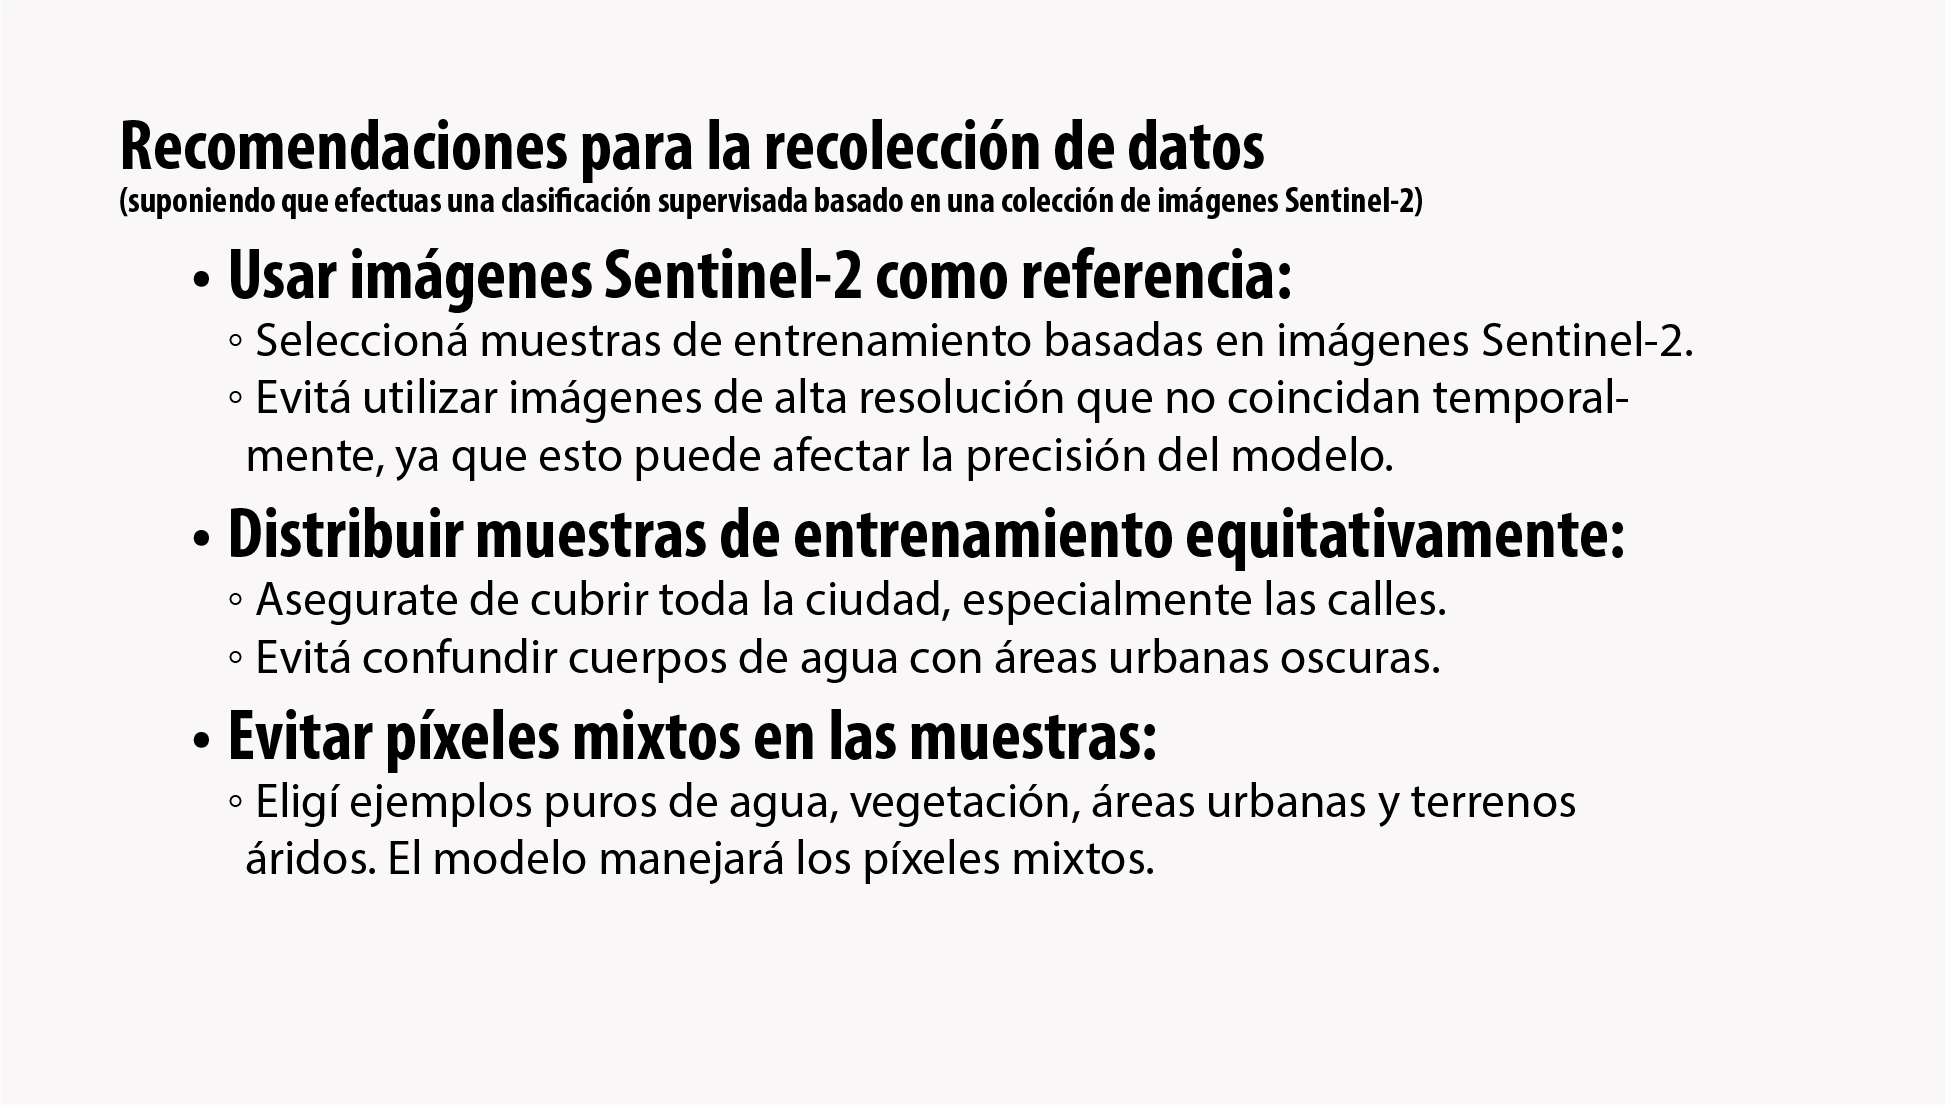 Recomendaciones para la recolección de datos
(suponiendo que efectuas una clasificación supervisada basado en una colección de imágenes Sentinel-2)
• Usar imágenes Sentinel-2 como referencia:
◦ Seleccioná muestras de entrenamiento basadas en imágenes Sentinel-2.
◦ Evitá utilizar imágenes de alta resolución que no coincidan temporal-
mente, ya que esto puede afectar la precisión del modelo.
• Distribuir muestras de entrenamiento equitativamente:
◦ Asegurate de cubrir toda la ciudad, especialmente las calles.
◦ Evitá confundir cuerpos de agua con áreas urbanas oscuras.
• Evitar píxeles mixtos en las muestras:
◦ Eligí ejemplos puros de agua, vegetación, áreas urbanas y terrenos
áridos. El modelo manejará los píxeles mixtos.